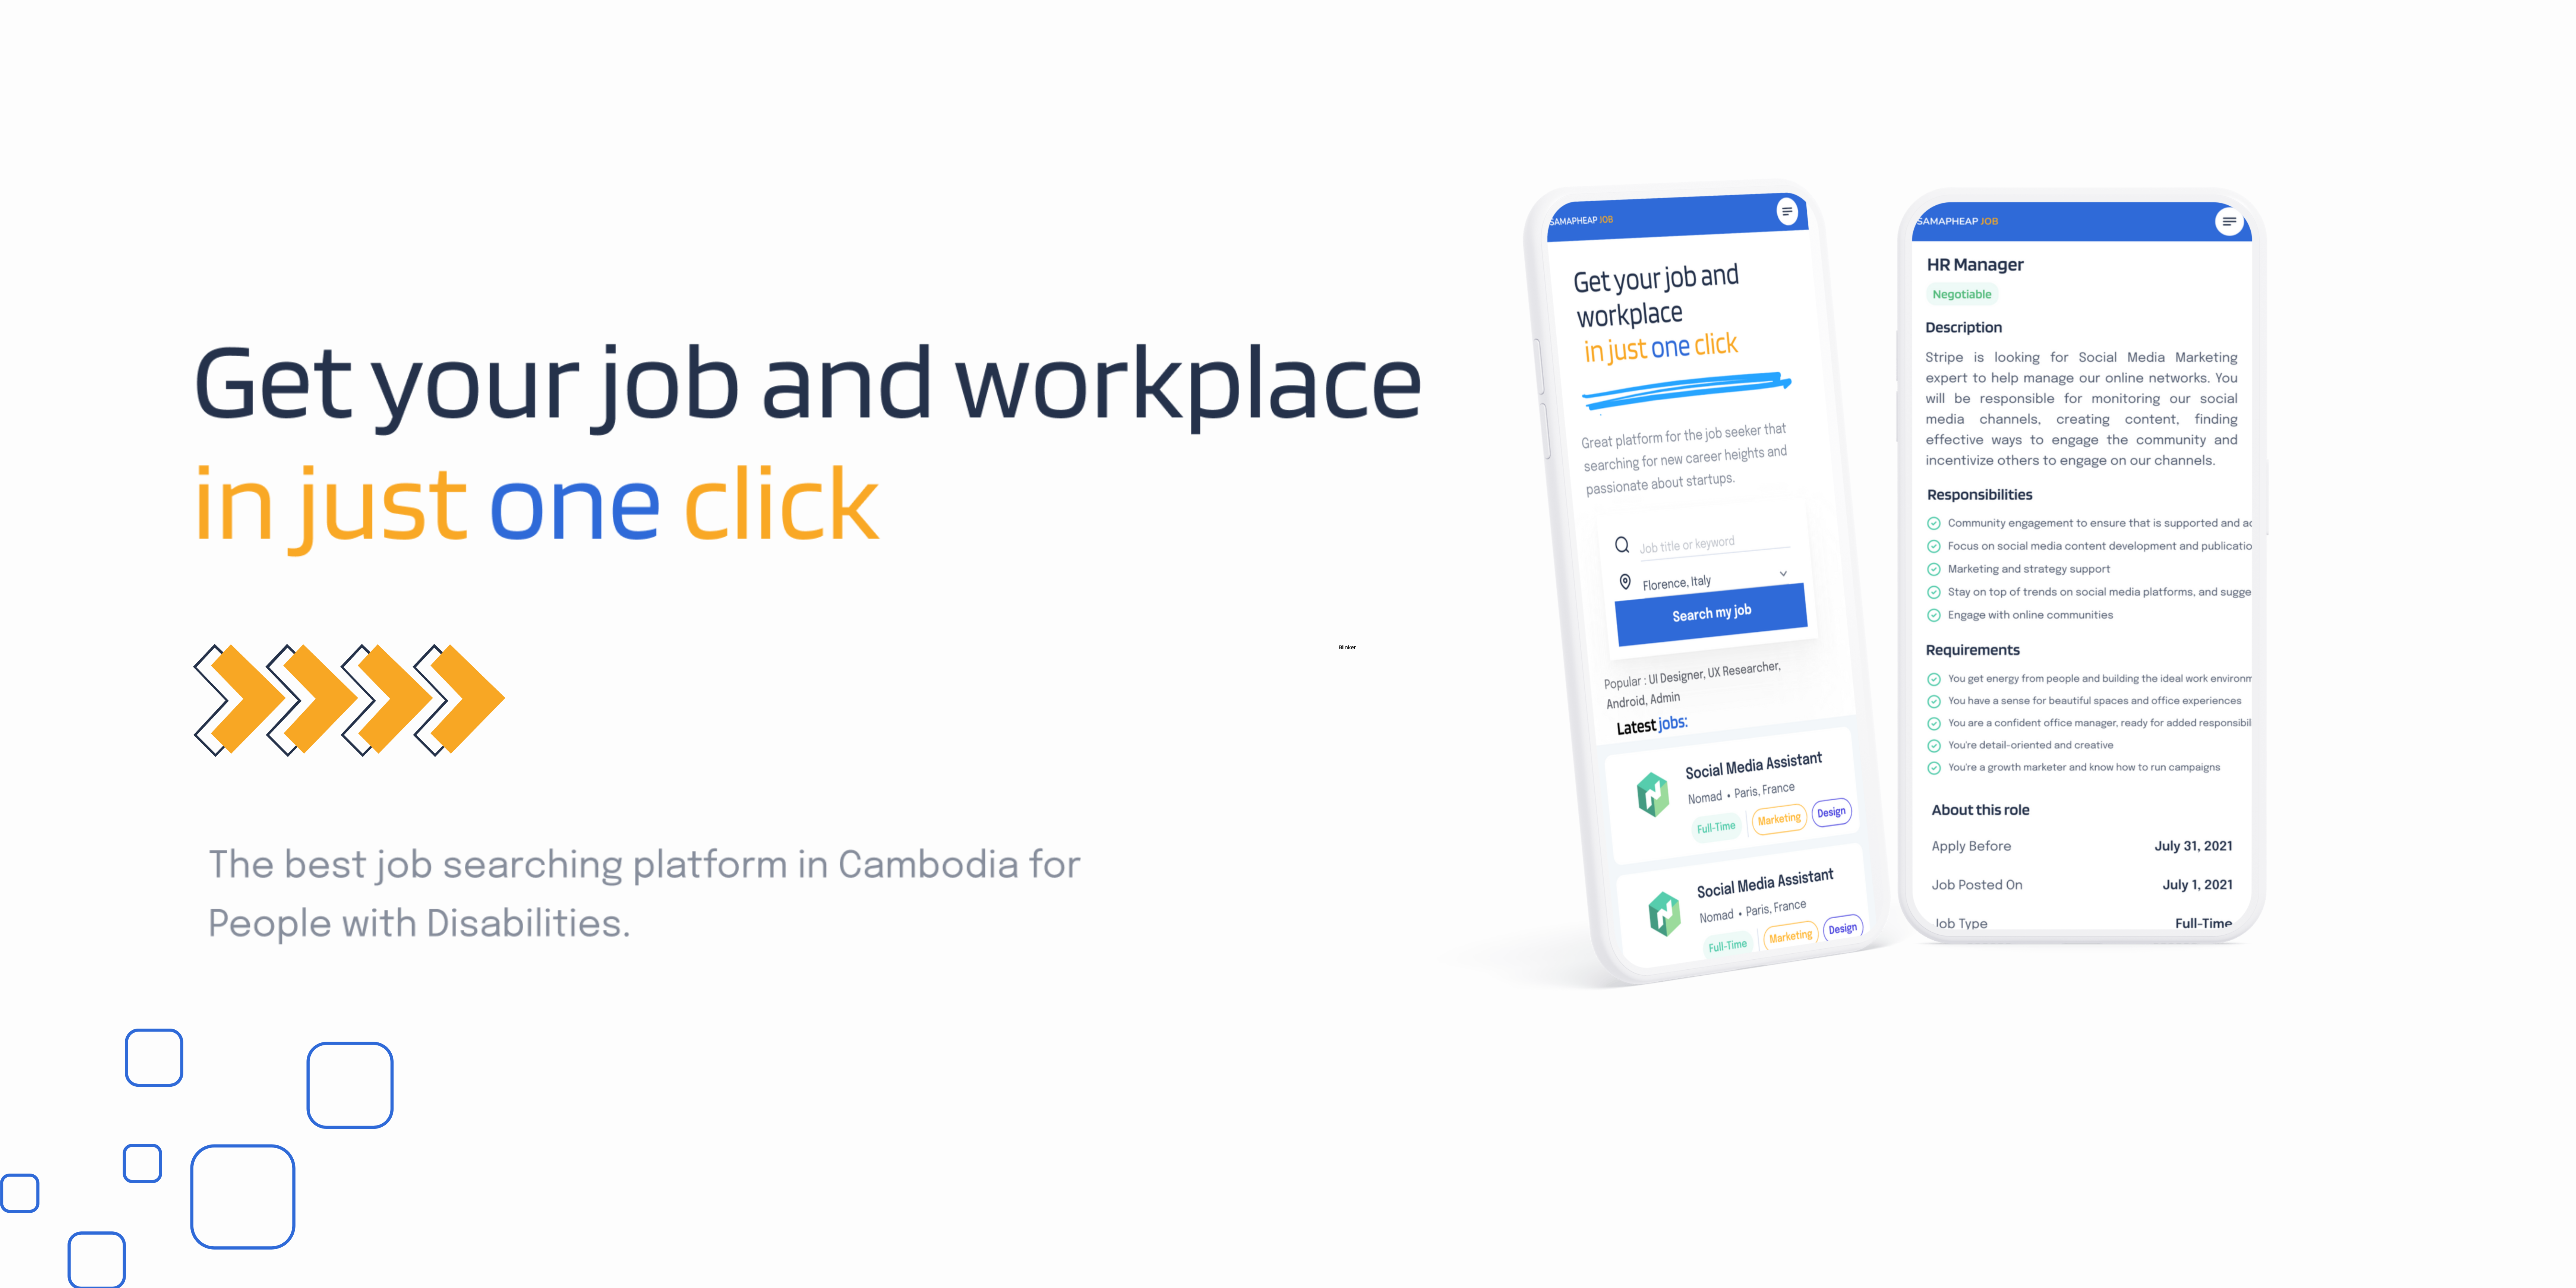 Get your job and workplace
in just one click
The best job searching platform in Cambodia for
People with Disabilities.
Blinker
SAMAPHEAP JOB
Get your job and
workplace
in just one click
Great platform for the job seeker that
searching for new career heights and
passionate about startups.
Job title or keyword
Florence, Italy
Search my job
Popular : UI Designer, UX Researcher,
Android, Admin
Latest jobs:
Social Media Assistant
Nomad • Paris, France
Full-Time
Marketing
Design
Social Media Assistant
Nomad • Paris, France
Full-Time
Marketing
Design
SAMAPHEAP JOB
HR Manager
Negotiable
Description
Stripe is looking for Social Media Marketing
expert to help manage our online networks. You
will be responsible for monitoring our social
media channels, creating content, finding
effective ways to engage the community and
incentivize others to engage on our channels.
Responsibilities
Community engagement to ensure that is supported and ac
Focus on social media content development and publicatio
Marketing and strategy support
Stay on top of trends on social media platforms, and sugge
Engage with online communities
Requirements
You get energy from people and building the ideal work environm
You have a sense for beautiful spaces and office experiences
You are a confident office manager, ready for added responsibil
You're detail-oriented and creative
You're a growth marketer and know how to run campaigns
About this role
Apply Before July 31, 2021
Job Posted On July 1, 2021
Job Type Full-Time